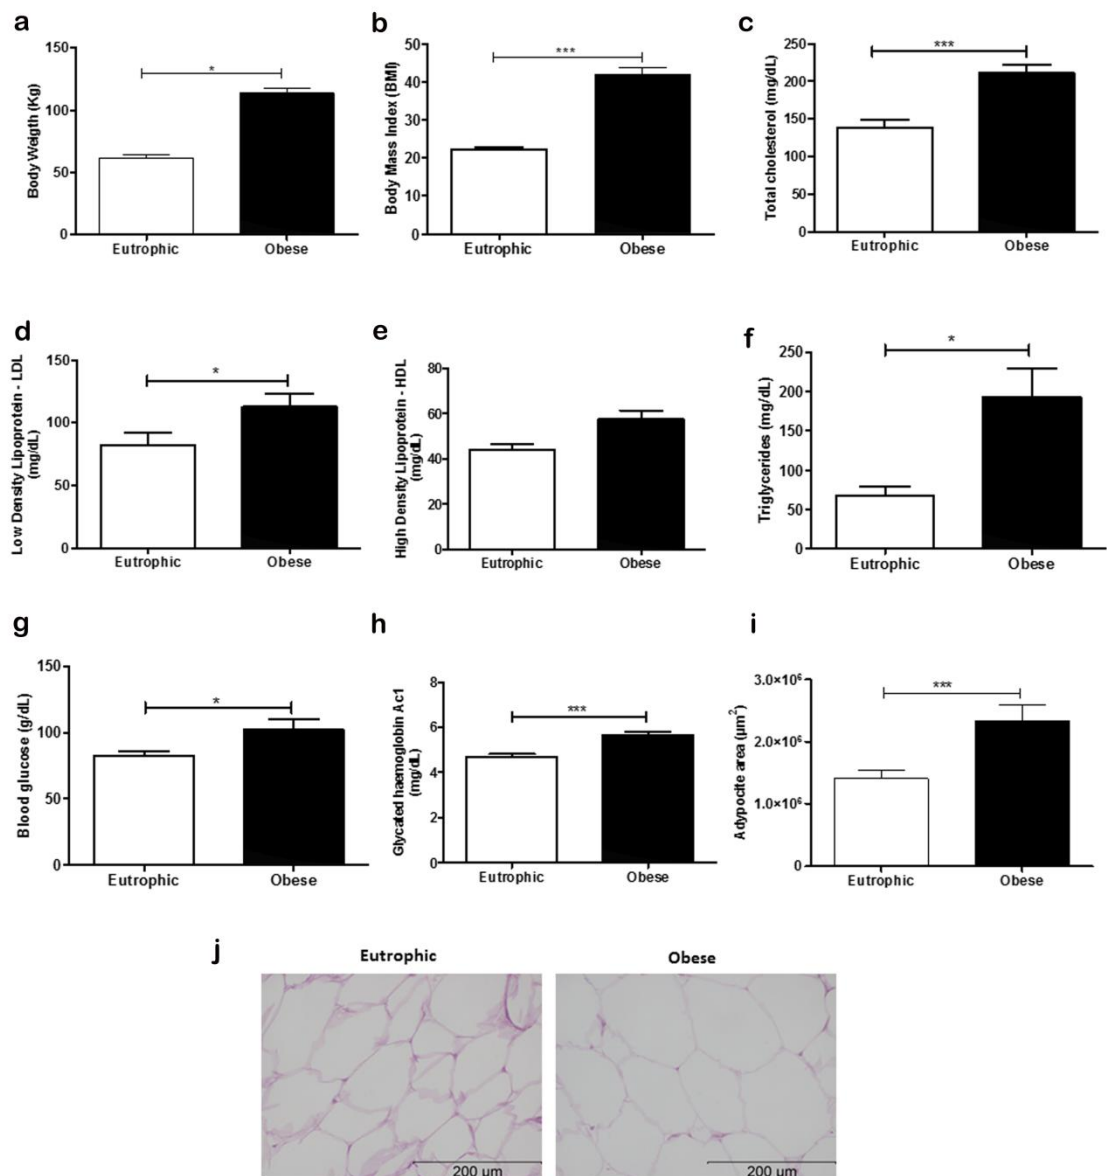 a
Body Weigth (Kg)
150
100
50
0
*
Eutrophic Obese
b
Body Mass Index (BMI)
50
40
30
20
10
0
***
Eutrophic Obese
c
Total cholesterol (mg/dL)
250
200
150
100
50
0
***
Eutrophic Obese
d
Low Density Lipoprotein - LDL
(mg/dL)
150
100
50
0
*
Eutrophic Obese
e
High Density Lipoprotein - HDL
(mg/dL)
80
60
40
20
0
Eutrophic Obese
f
Triglycerides (mg/dL)
250
200
150
100
50
0
*
Eutrophic Obese
g
Blood glucose (g/dL)
150
100
50
0
*
Eutrophic Obese
h
Glycated haemoglobin Ac1
(mg/dL)
8
6
4
2
0
***
Eutrophic Obese
i
Adypocite area (µm²)
3.0×10⁶
2.0×10⁶
1.0×10⁶
0
***
Eutrophic Obese
j
Eutrophic Obese
200 µm 200 µm